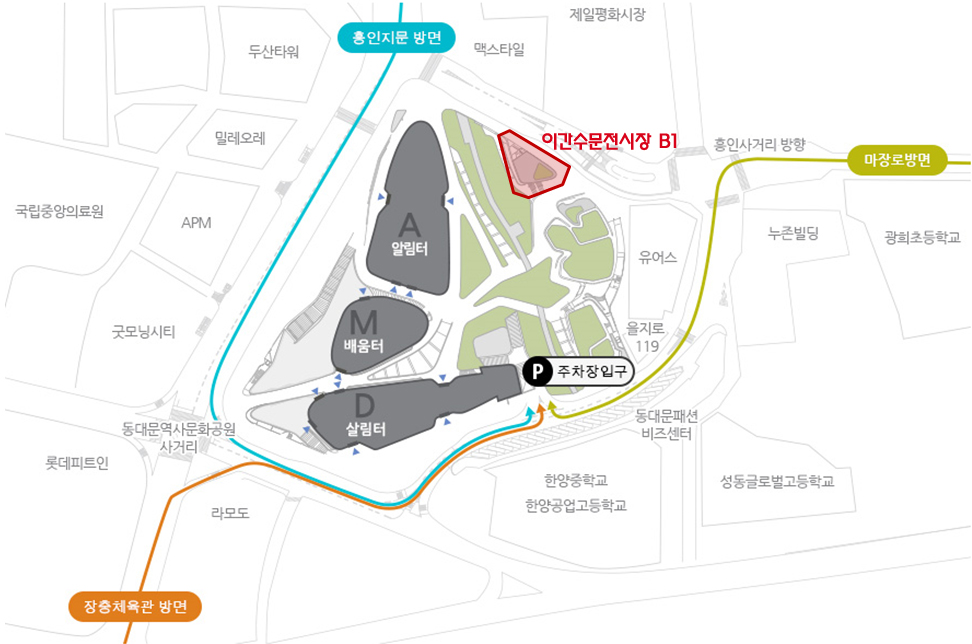 제일평화시장
흥인지문 방면
두산타워
맥스타일
밀레오레
이간수문전시장 B1
흥인사거리 방향
마장로방면
국립중앙의료원
APM
A
알림터
누존빌딩
광희초등학교
유어스
굿모닝시티
M
배움터
을지로
119
P 주차장입구
D
살림터
동대문역사문화공원
사거리
동대문패션
비즈센터
롯데피트인
라모도
한양중학교
한양공업고등학교
성동글로벌고등학교
장충체육관 방면